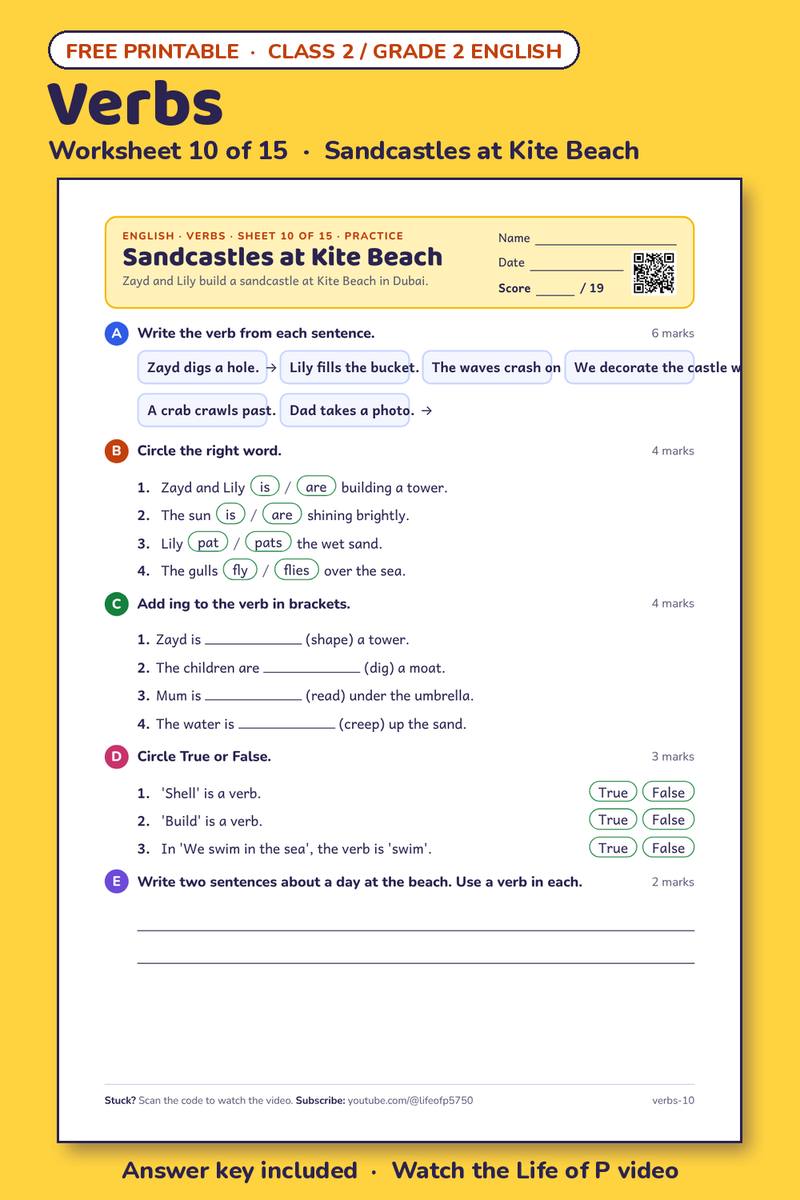 FREE PRINTABLE · CLASS 2 / GRADE 2 ENGLISH
Verbs
Worksheet 10 of 15 · Sandcastles at Kite Beach
ENGLISH · VERBS · SHEET 10 OF 15 · PRACTICE
Sandcastles at Kite Beach
Zayd and Lily build a sandcastle at Kite Beach in Dubai.
Name
Date
Score / 19
A Write the verb from each sentence. 6 marks
Zayd digs a hole. → Lily fills the bucket. The waves crash on We decorate the castle w
A crab crawls past. Dad takes a photo. →
B Circle the right word. 4 marks
1. Zayd and Lily is / are building a tower.
2. The sun is / are shining brightly.
3. Lily pat / pats the wet sand.
4. The gulls fly / flies over the sea.
C Add ing to the verb in brackets. 4 marks
1. Zayd is ____________ (shape) a tower.
2. The children are ____________ (dig) a moat.
3. Mum is ____________ (read) under the umbrella.
4. The water is ____________ (creep) up the sand.
D Circle True or False. 3 marks
1. 'Shell' is a verb. True False
2. 'Build' is a verb. True False
3. In 'We swim in the sea', the verb is 'swim'. True False
E Write two sentences about a day at the beach. Use a verb in each. 2 marks
Stuck? Scan the code to watch the video. Subscribe: youtube.com/@lifeofp5750 verbs-10
Answer key included · Watch the Life of P video